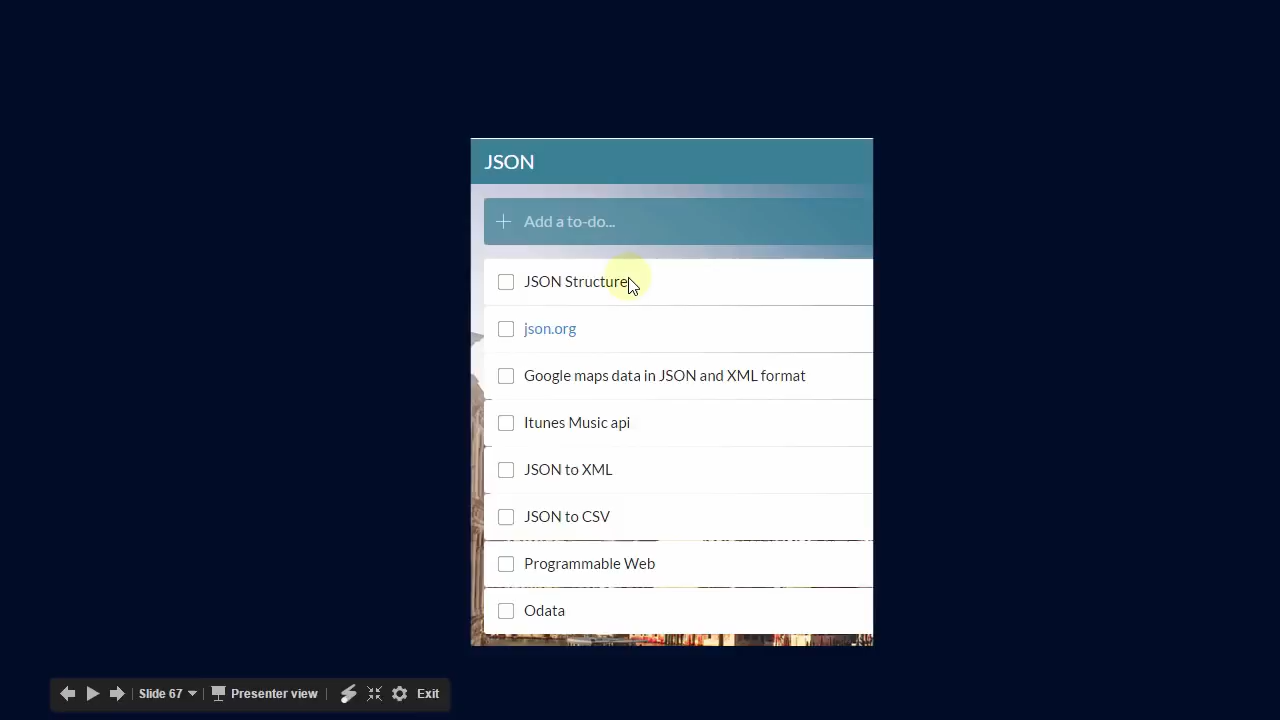 JSON
Add a to-do...
JSON Structure
json.org
Google maps data in JSON and XML format
Itunes Music api
JSON to XML
JSON to CSV
Programmable Web
Odata
Slide 67 Presenter view Exit